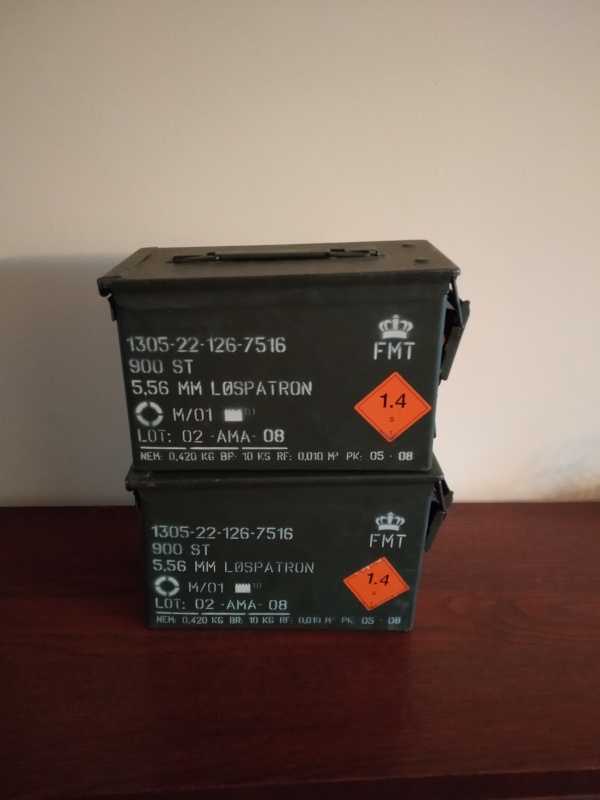 1305-22-126-7516
900 ST
5,56 MM LØSPATRON
M/01
LOT: 02 -AMA- 08
NEM: 0,420 KG BR: 10 KS RF: 0,010 M³ PK: 05 - 08
FMT
1.4
S
1305-22-126-7516
900 ST
5,56 MM LØSPATRON
M/01
LOT: 02 -AMA- 08
NEM: 0,420 KG BR: 10 KG RF: 0,010 M³ PK: 05 - 08
FMT
1.4
S